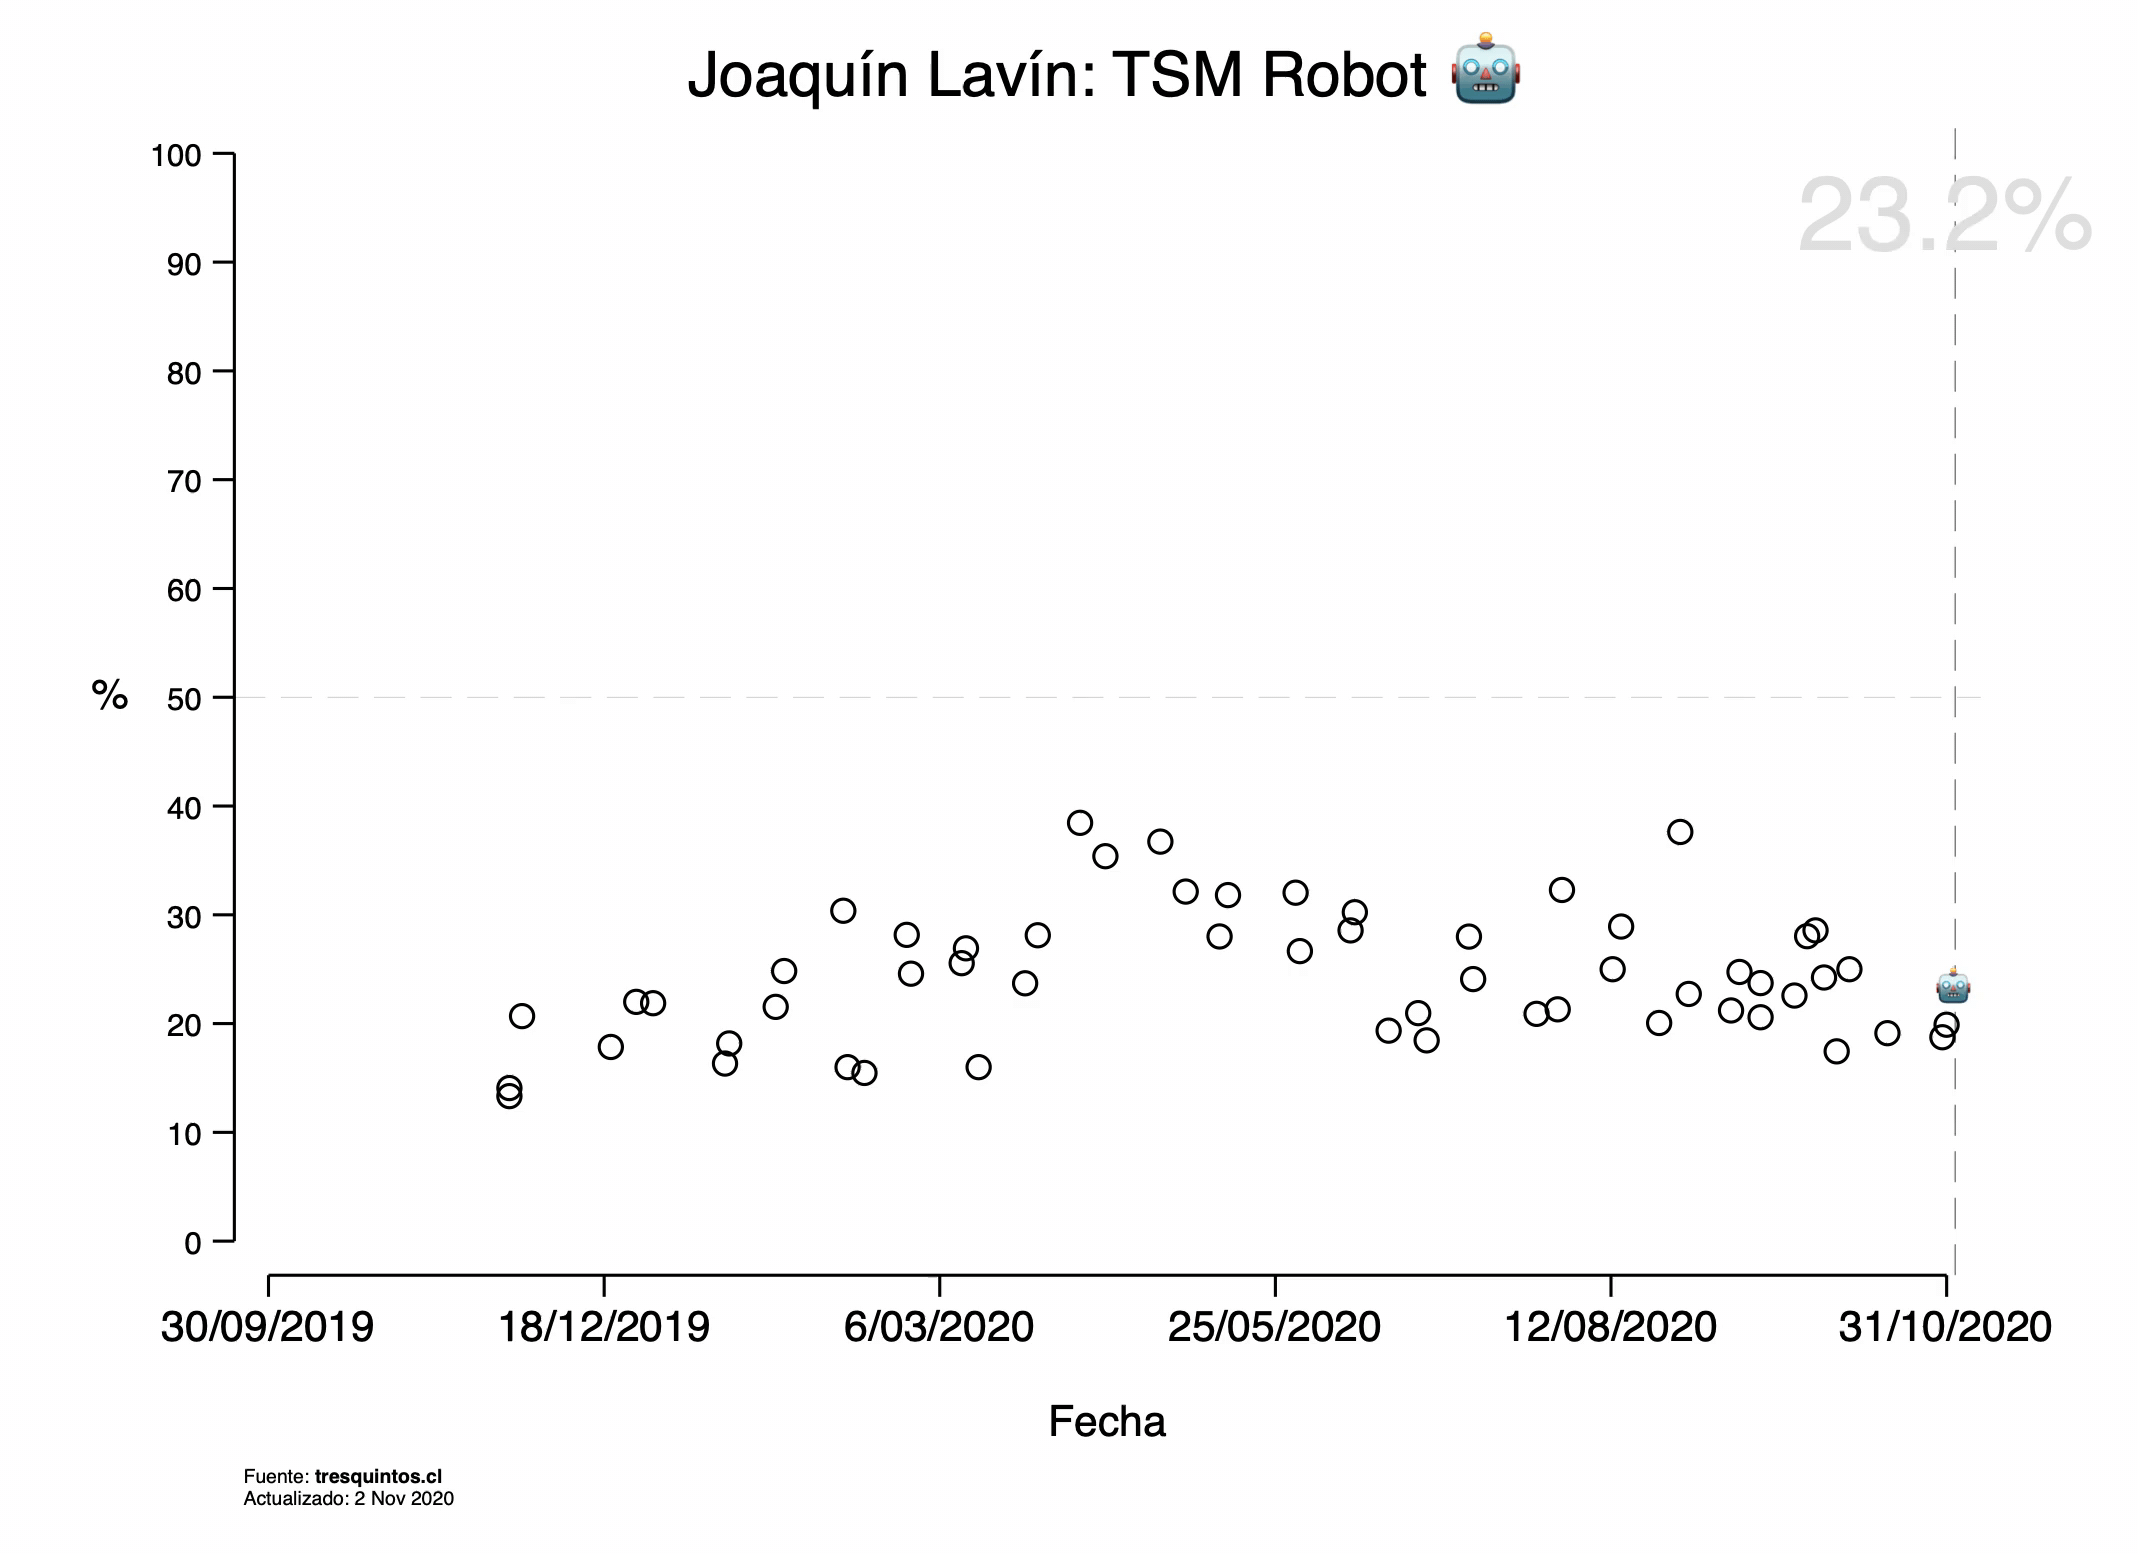 Joaquín Lavín: TSM Robot 🤖
23.2%
100
90
80
70
60
%
50
40
30
20
10
0
30/09/2019 18/12/2019 6/03/2020 25/05/2020 12/08/2020 31/10/2020
Fecha
Fuente: tresquintos.cl
Actualizado: 2 Nov 2020